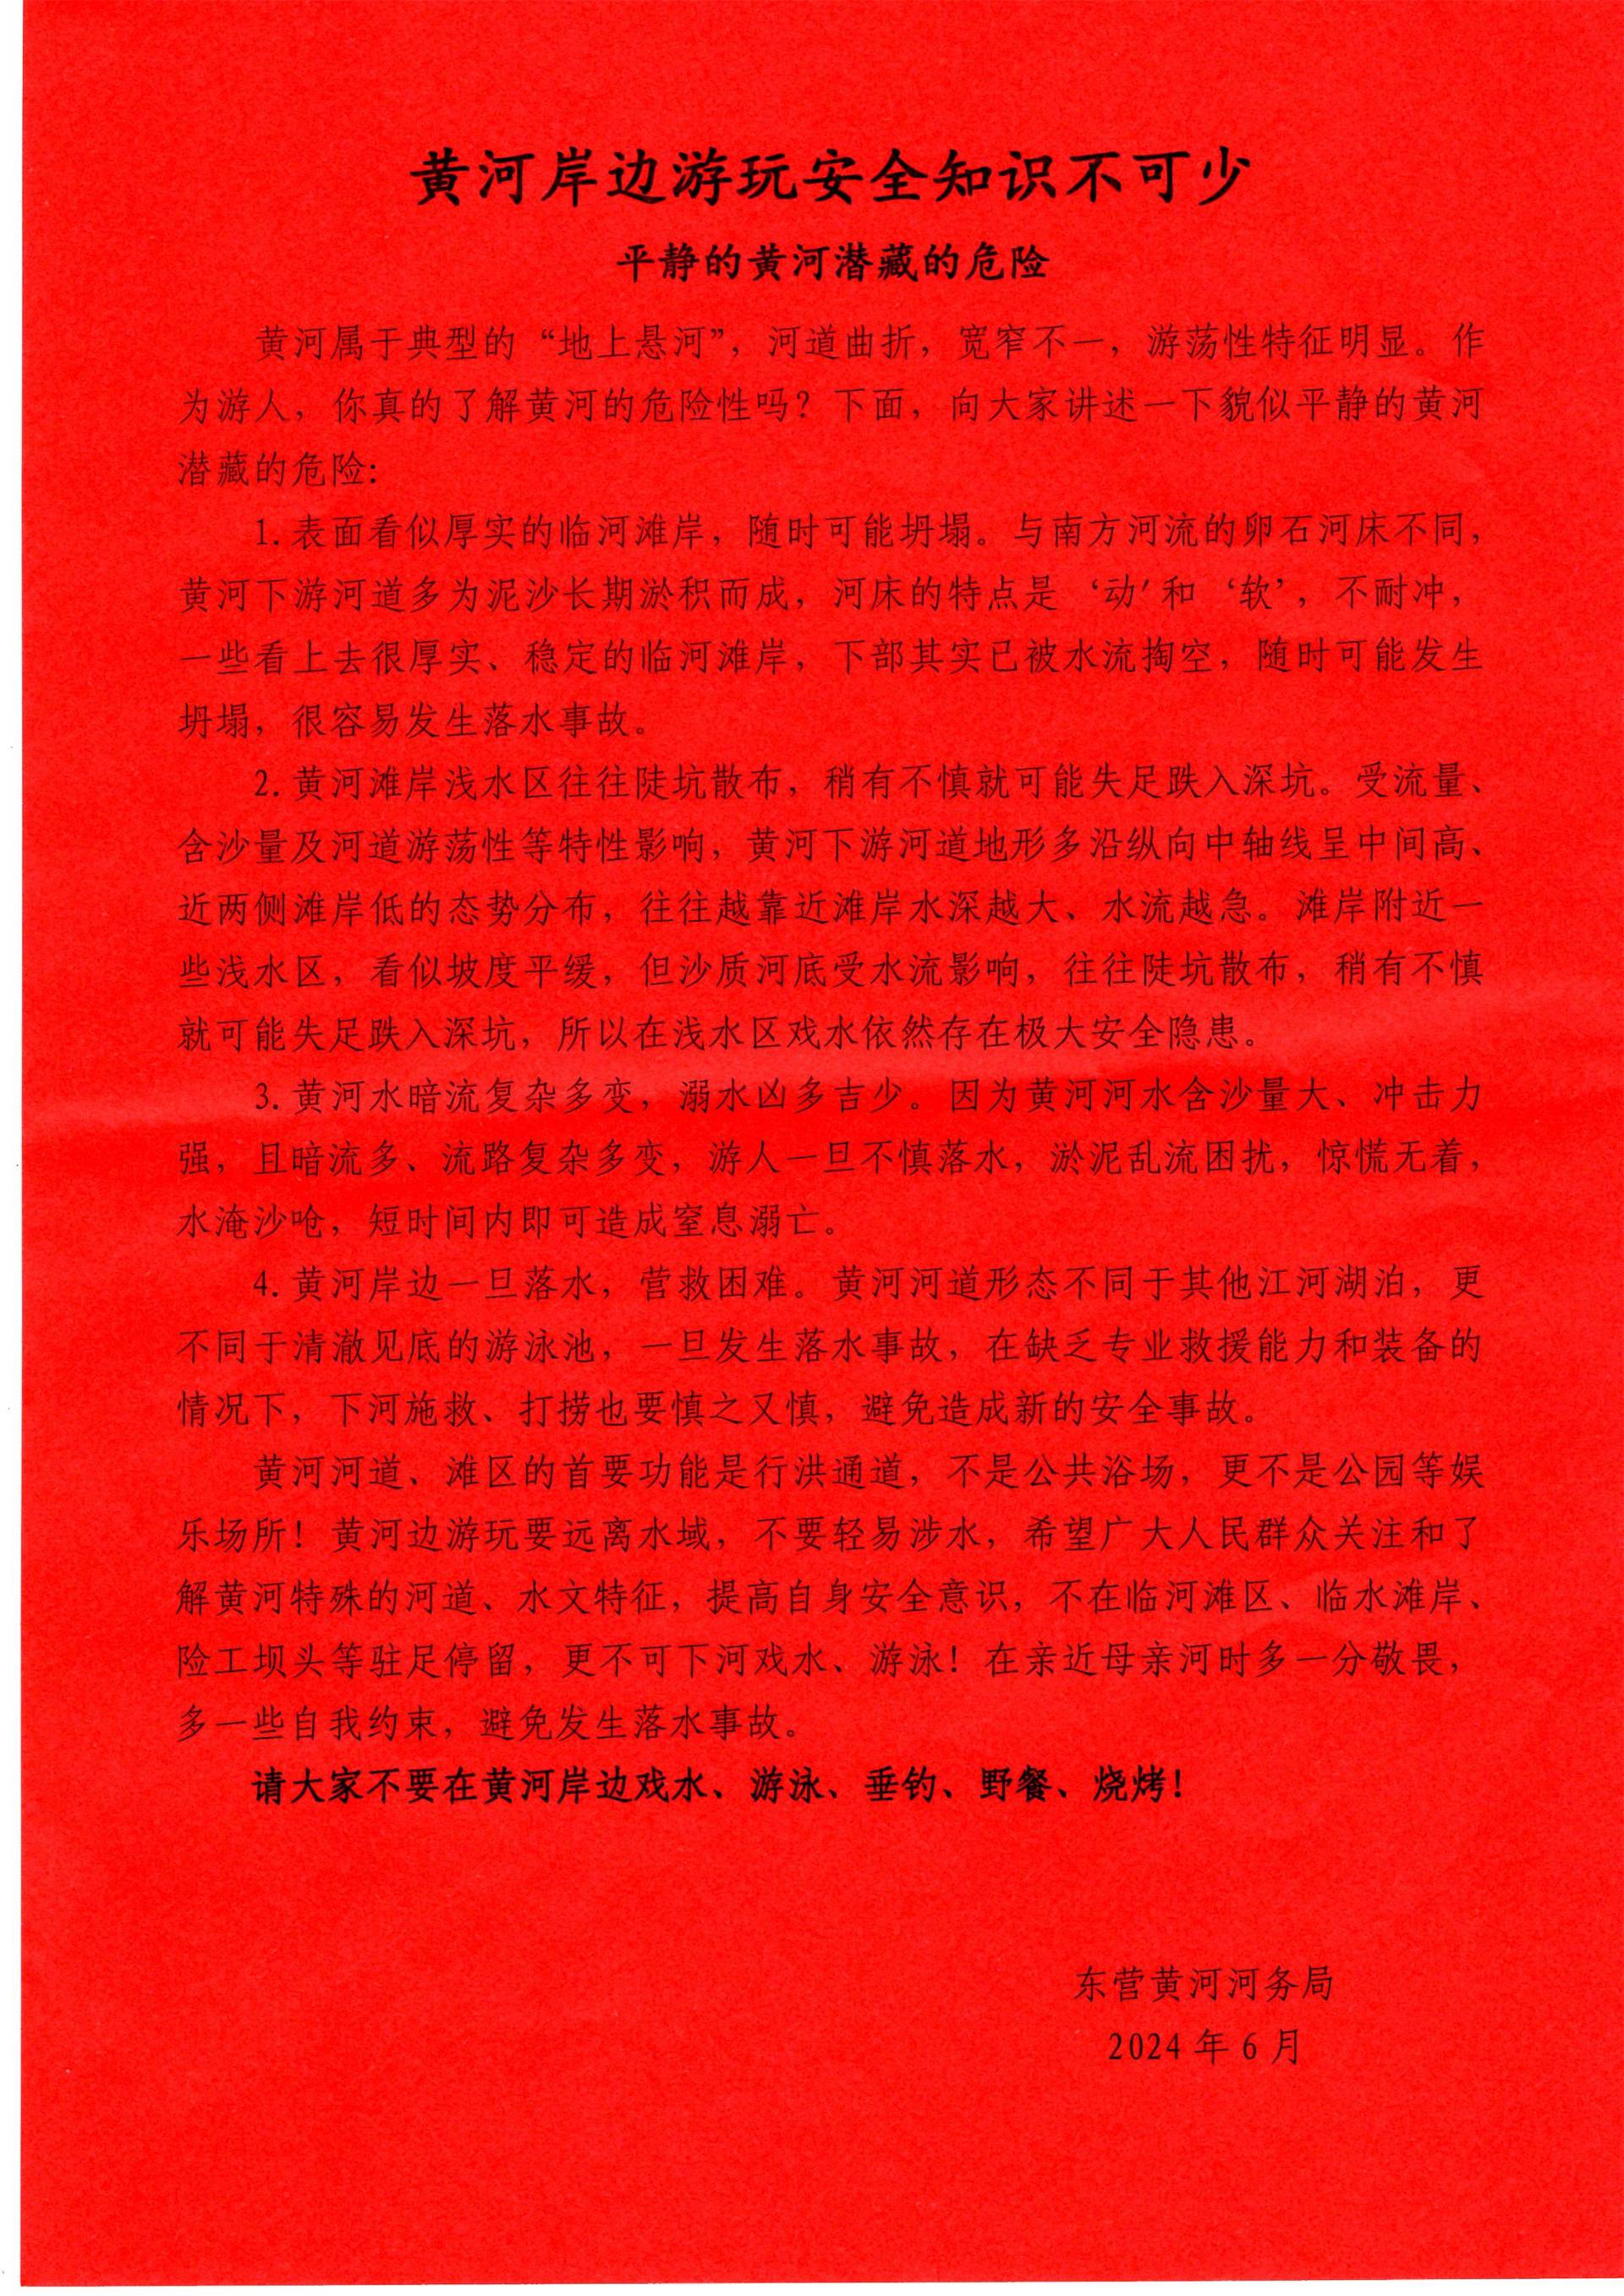 黄河岸边游玩安全知识不可少
平静的黄河潜藏的危险
黄河属于典型的“地上悬河”，河道曲折，宽窄不一，游荡性特征明显。作
为游人，你真的了解黄河的危险性吗？下面，向大家讲述一下貌似平静的黄河
潜藏的危险:
1. 表面看似厚实的临河滩岸，随时可能坍塌。与南方河流的卵石河床不同，
黄河下游河道多为泥沙长期淤积而成，河床的特点是‘动′和‘软’，不耐冲，
一些看上去很厚实、稳定的临河滩岸，下部其实已被水流掏空，随时可能发生
坍塌，很容易发生落水事故。
2. 黄河滩岸浅水区往往陡坑散布，稍有不慎就可能失足跌入深坑。受流量、
含沙量及河道游荡性等特性影响，黄河下游河道地形多沿纵向中轴线呈中间高、
近两侧滩岸低的态势分布，往往越靠近滩岸水深越大、水流越急。滩岸附近一
些浅水区，看似坡度平缓，但沙质河底受水流影响，往往陡坑散布，稍有不慎
就可能失足跌入深坑，所以在浅水区戏水依然存在极大安全隐患。
3. 黄河水暗流复杂多变，溺水凶多吉少。因为黄河河水含沙量大、冲击力
强，且暗流多、流路复杂多变，游人一旦不慎落水，淤泥乱流困扰，惊慌无着，
水淹沙呛，短时间内即可造成窒息溺亡。
4. 黄河岸边一旦落水，营救困难。黄河河道形态不同于其他江河湖泊，更
不同于清澈见底的游泳池，一旦发生落水事故，在缺乏专业救援能力和装备的
情况下，下河施救、打捞也要慎之又慎，避免造成新的安全事故。
黄河河道、滩区的首要功能是行洪通道，不是公共浴场，更不是公园等娱
乐场所！黄河边游玩要远离水域，不要轻易涉水，希望广大人民群众关注和了
解黄河特殊的河道、水文特征，提高自身安全意识，不在临河滩区、临水滩岸、
险工坝头等驻足停留，更不可下河戏水、游泳！在亲近母亲河时多一分敬畏，
多一些自我约束，避免发生落水事故。
请大家不要在黄河岸边戏水、游泳、垂钓、野餐、烧烤！
东营黄河河务局
2024 年 6 月